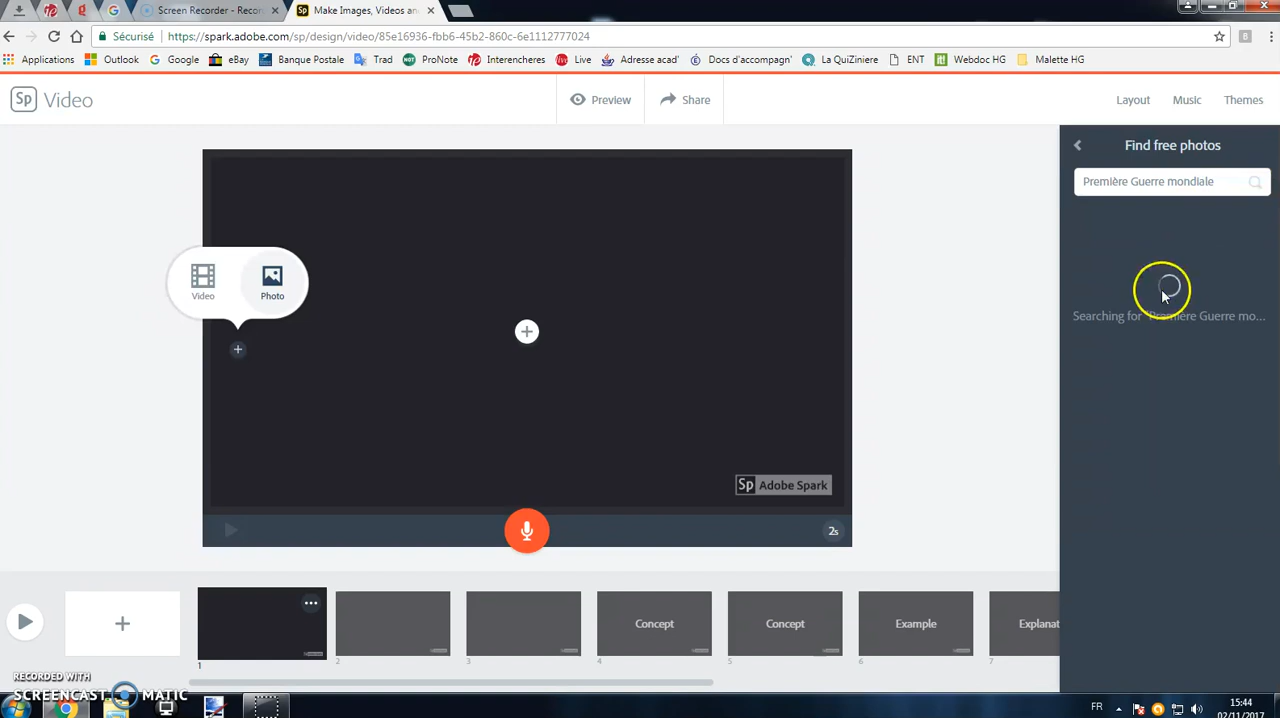 Screen Recorder - Recor
Make Images, Videos an
Sécurisé
https://spark.adobe.com/sp/design/video/85e16936-fbb6-45b2-860c-6e1112777024
Applications Outlook Google eBay Banque Postale Trad ProNote Interencheres Live Adresse acad' Docs d'accompagn' La QuiZiniere ENT Webdoc HG Malette HG
Sp Video
Preview
Share
Layout Music Themes
Find free photos
Première Guerre mondiale
Searching for "Première Guerre mo...
Video
Photo
Sp Adobe Spark
2s
Concept
Concept
Example
Explanat
1 2 3 4 5 6 7
RECORDED WITH
SCREENCAST MATIC
FR
15:44
02/11/2017